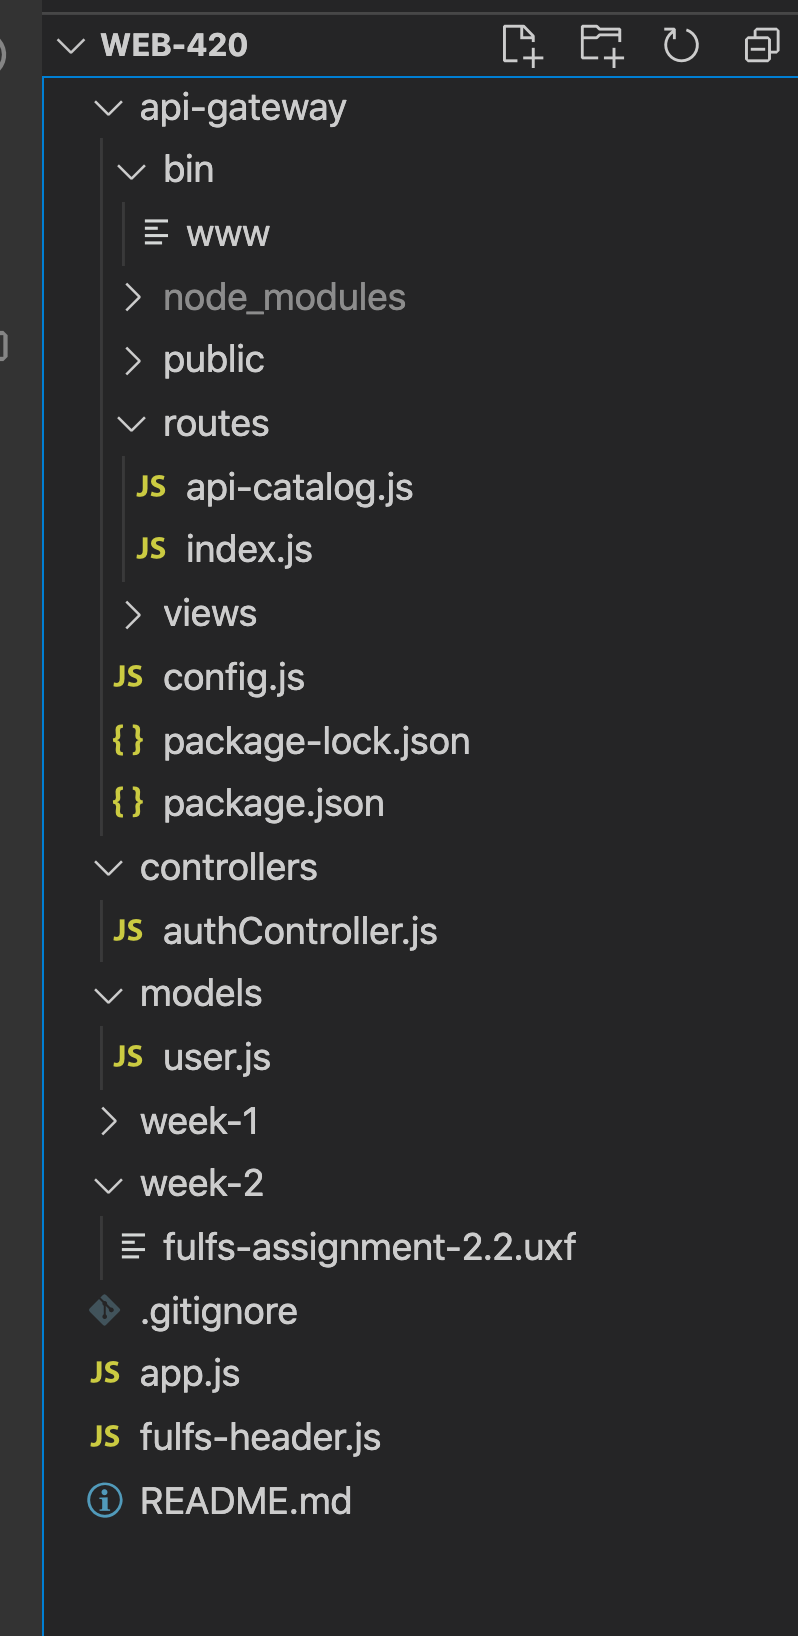 WEB-420
api-gateway
bin
www
node_modules
public
routes
JS api-catalog.js
JS index.js
views
JS config.js
{ } package-lock.json
{ } package.json
controllers
JS authController.js
models
JS user.js
week-1
week-2
fulfs-assignment-2.2.uxf
.gitignore
JS app.js
JS fulfs-header.js
README.md